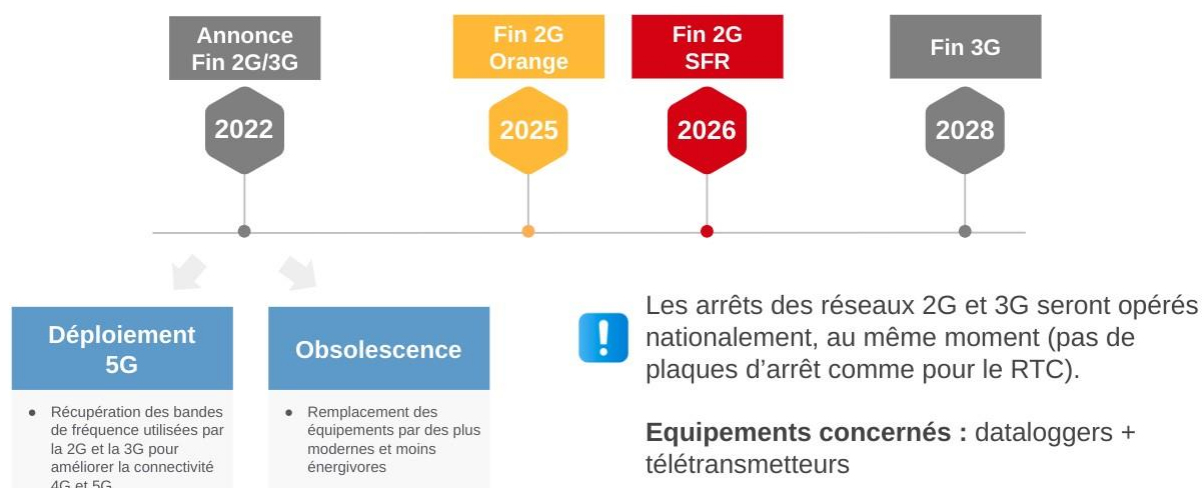 Annonce
Fin 2G/3G
Fin 2G
Orange
Fin 2G
SFR
Fin 3G
2022
2025
2026
2028
Déploiement
5G
● Récupération des bandes
de fréquence utilisées par
la 2G et la 3G pour
améliorer la connectivité
4G et 5G
Obsolescence
● Remplacement des
équipements par des plus
modernes et moins
énergivores
Les arrêts des réseaux 2G et 3G seront opérés
nationalement, au même moment (pas de
plaques d’arrêt comme pour le RTC).
Equipements concernés : dataloggers +
télétransmetteurs